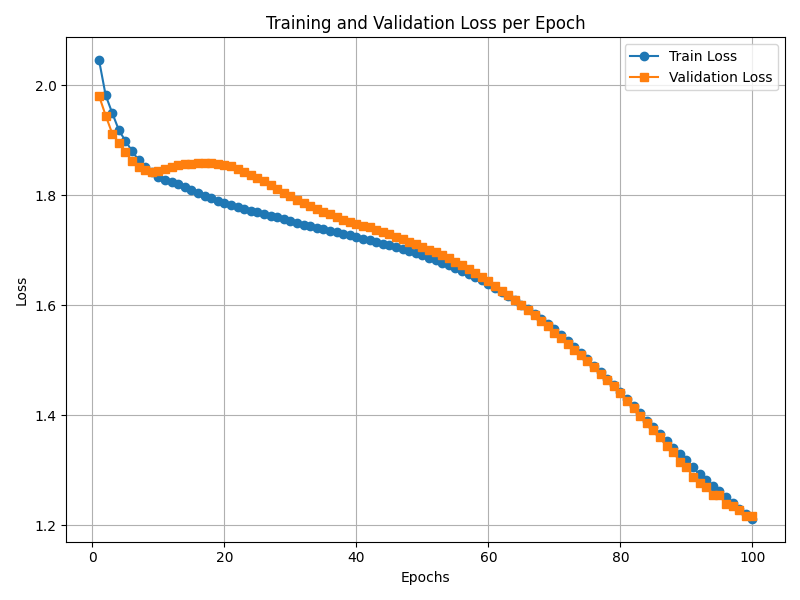 Training and Validation Loss per Epoch
Train Loss
Validation Loss
2.0
1.8
1.6
1.4
1.2
Loss
0 20 40 60 80 100
Epochs